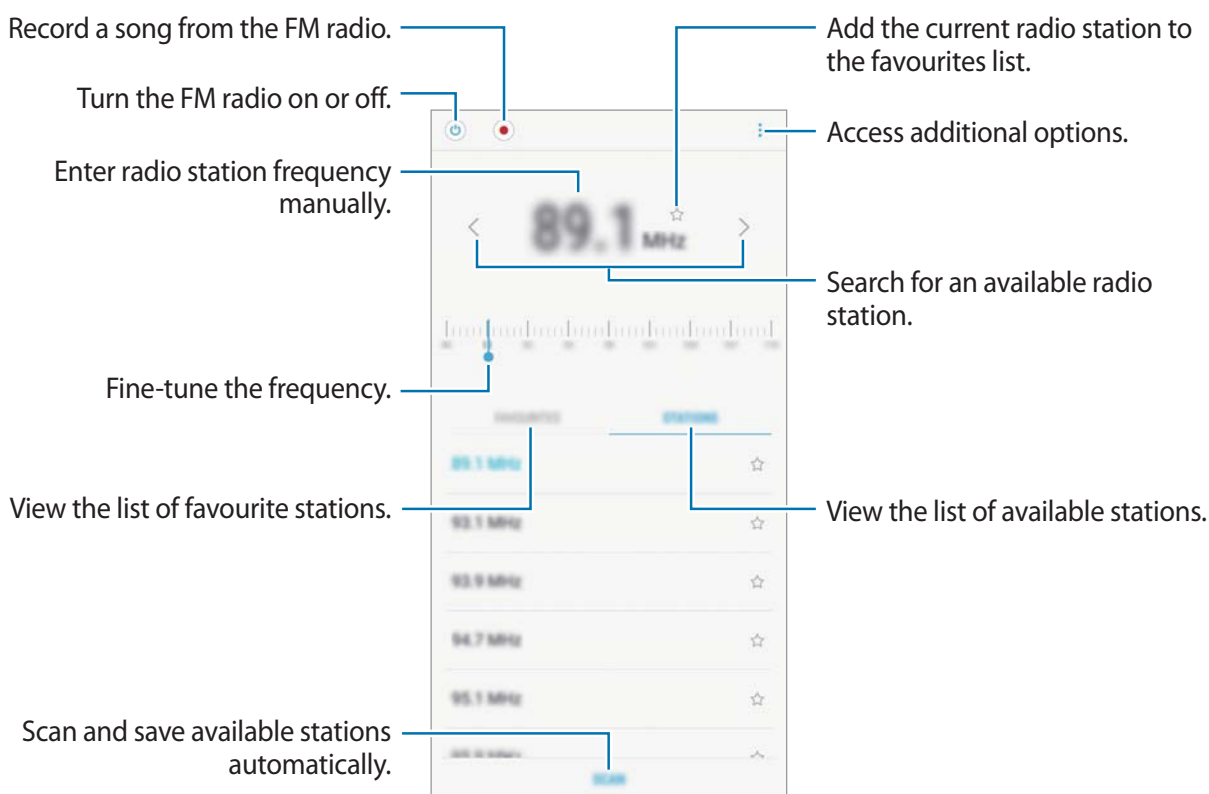 Record a song from the FM radio.
Add the current radio station to
the favourites list.
Turn the FM radio on or off.
Access additional options.
Enter radio station frequency
manually.
89.1 MHz
Search for an available radio
station.
Fine-tune the frequency.
FAVOURITES
STATIONS
89.1 MHz
View the list of favourite stations.
View the list of available stations.
93.1 MHz
93.9 MHz
94.7 MHz
95.1 MHz
Scan and save available stations
automatically.
SCAN